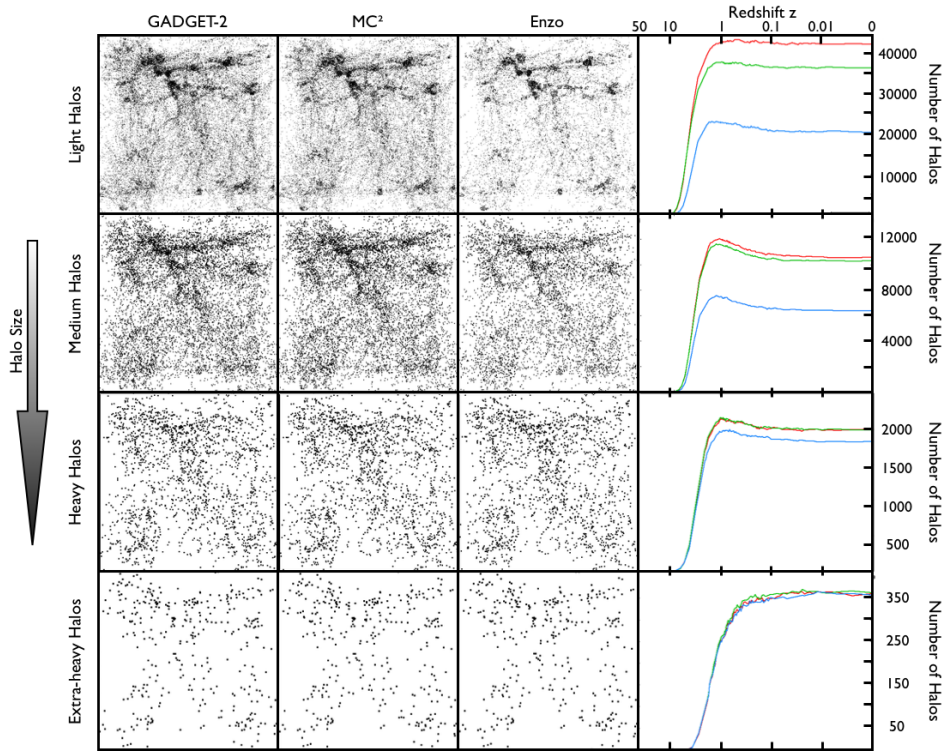 GADGET-2 MC² Enzo
Redshift z
50 10 1 0.1 0.01 0
Light Halos
40000
30000
20000
10000
Number of Halos
Medium Halos
12000
8000
4000
Number of Halos
Halo Size
Heavy Halos
2000
1500
1000
500
Number of Halos
Extra-heavy Halos
350
250
150
50
Number of Halos